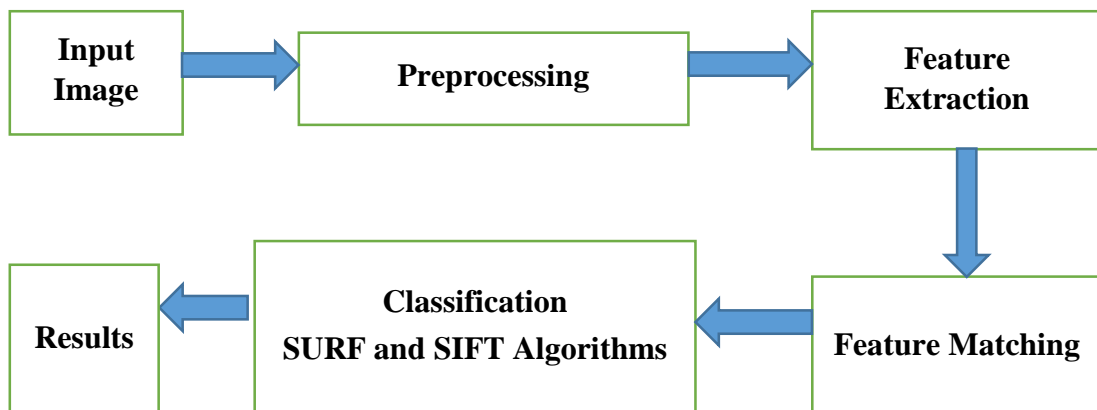 Input
Image
Preprocessing
Feature
Extraction
Feature Matching
Classification
SURF and SIFT Algorithms
Results